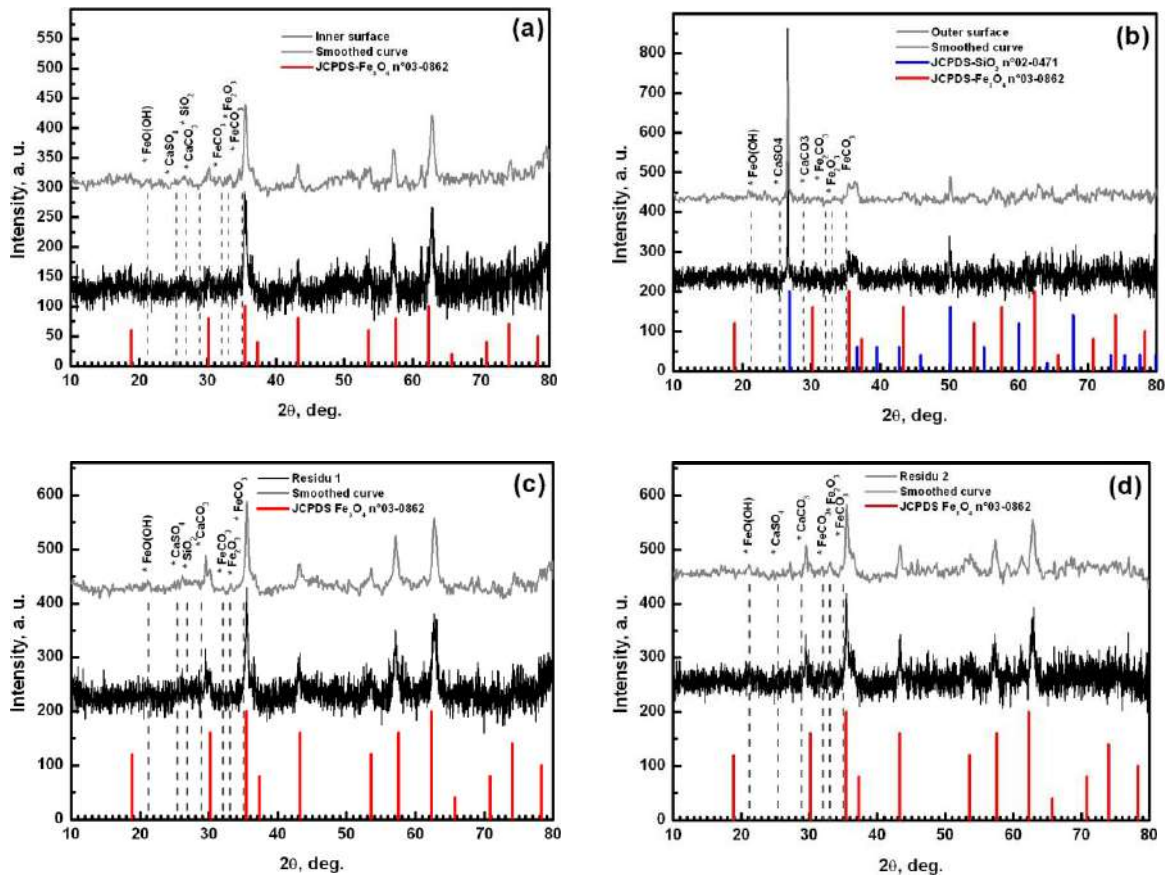 (a)
Inner surface
Smoothed curve
JCPDS-Fe₃O₄ n°03-0862
* FeO(OH)
* CaSO₄
* SiO₂
* CaCO₃
* FeCO₃
* Fe₂O₃
* FeCO₃
Intensity, a. u.
550
500
450
400
350
300
250
200
150
100
50
0
10 20 30 40 50 60 70 80
2θ, deg.
(b)
Outer surface
Smoothed curve
JCPDS-SiO₂ n°02-0471
JCPDS-Fe₃O₄ n°03-0862
* FeO(OH)
* CaSO4
* CaCO3
* Fe₂CO₃
* Fe₂O₃
FeCO₃
Intensity, a. u.
800
700
600
500
400
300
200
100
0
10 20 30 40 50 60 70 80
2θ, deg.
(c)
Residu 1
Smoothed curve
JCPDS Fe₃O₄ n°03-0862
* FeO(OH)
* CaSO₄
* SiO₂
* CaCO₃
* FeCO₃
* Fe₂O₃
* FeCO₃
Intensity, a. u.
600
500
400
300
200
100
0
10 20 30 40 50 60 70 80
2θ, deg.
(d)
Residu 2
Smoothed curve
JCPDS Fe₃O₄ n°03-0862
* FeO(OH)
* CaSO₄
* CaCO₃
* FeCO₃
* Fe₂O₃
* FeCO₃
Intensity, a. u.
600
500
400
300
200
100
0
10 20 30 40 50 60 70 80
2θ, deg.